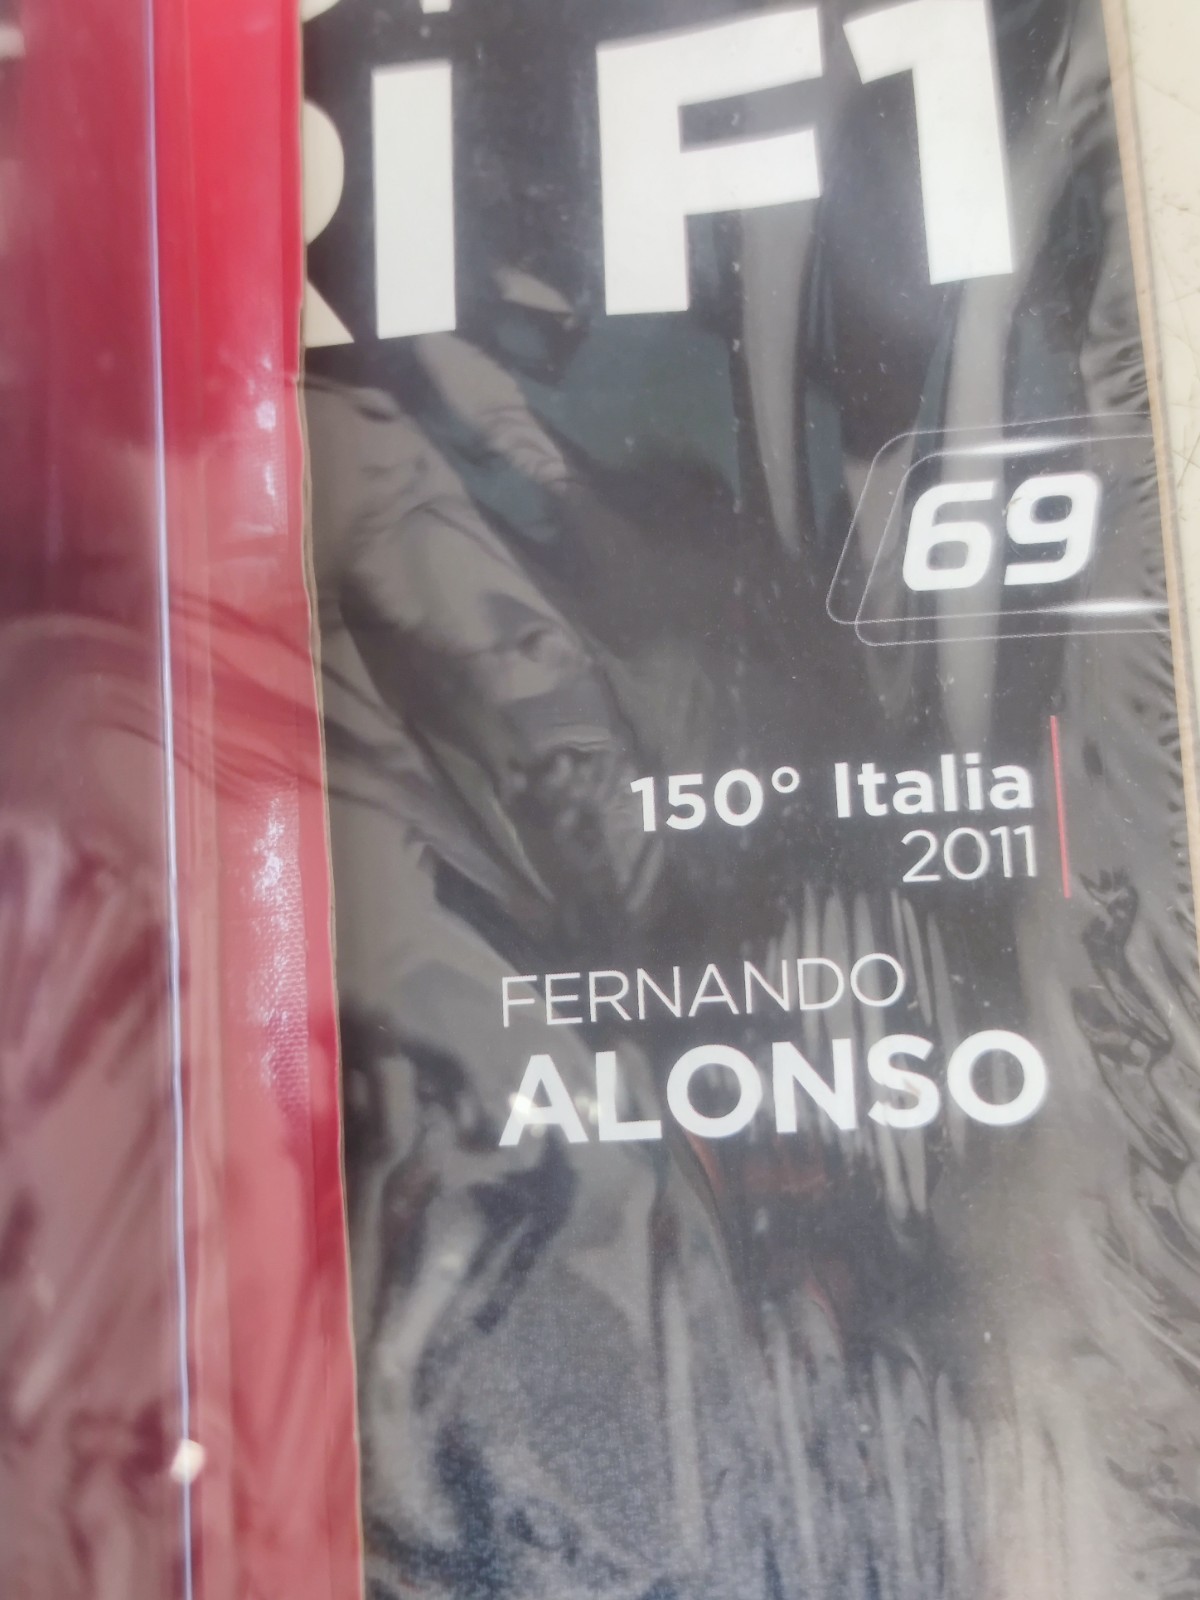 RI F1
69
150° Italia
2011
FERNANDO
ALONSO